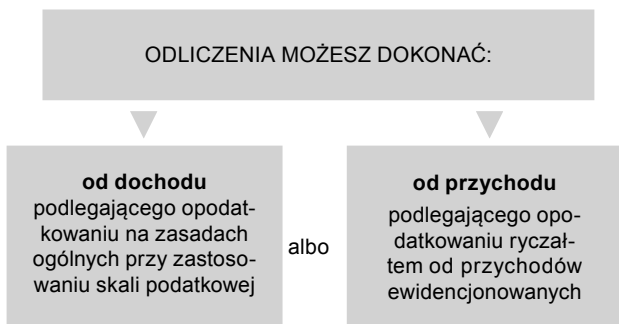 ODLICZENIA MOŻESZ DOKONAĆ:
od dochodu
podlegającego opodat-
kowaniu na zasadach
ogólnych przy zastoso-
waniu skali podatkowej
albo
od przychodu
podlegającego opo-
datkowaniu ryczał-
tem od przychodów
ewidencjonowanych